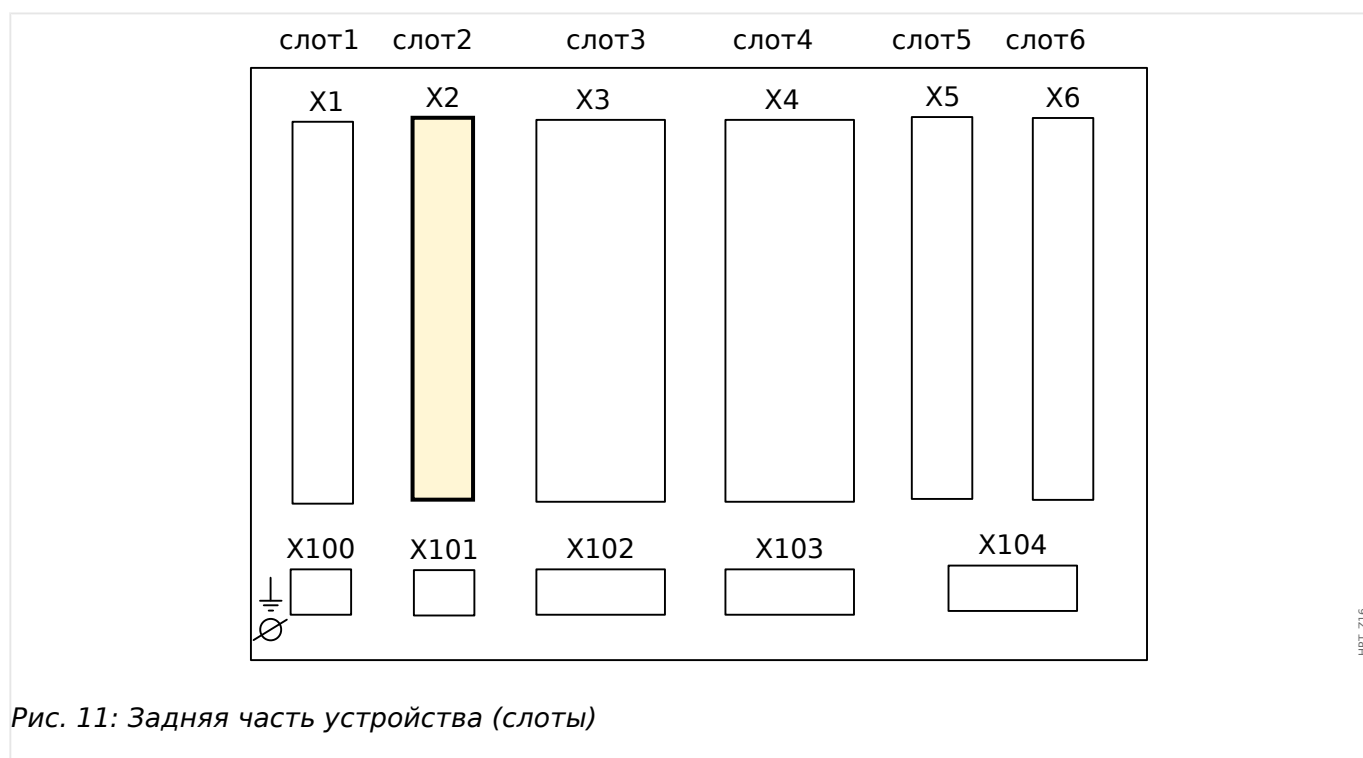 слот1 слот2 слот3 слот4 слот5 слот6
X1 X2 X3 X4 X5 X6
X100 X101 X102 X103 X104
Рис. 11: Задняя часть устройства (слоты)